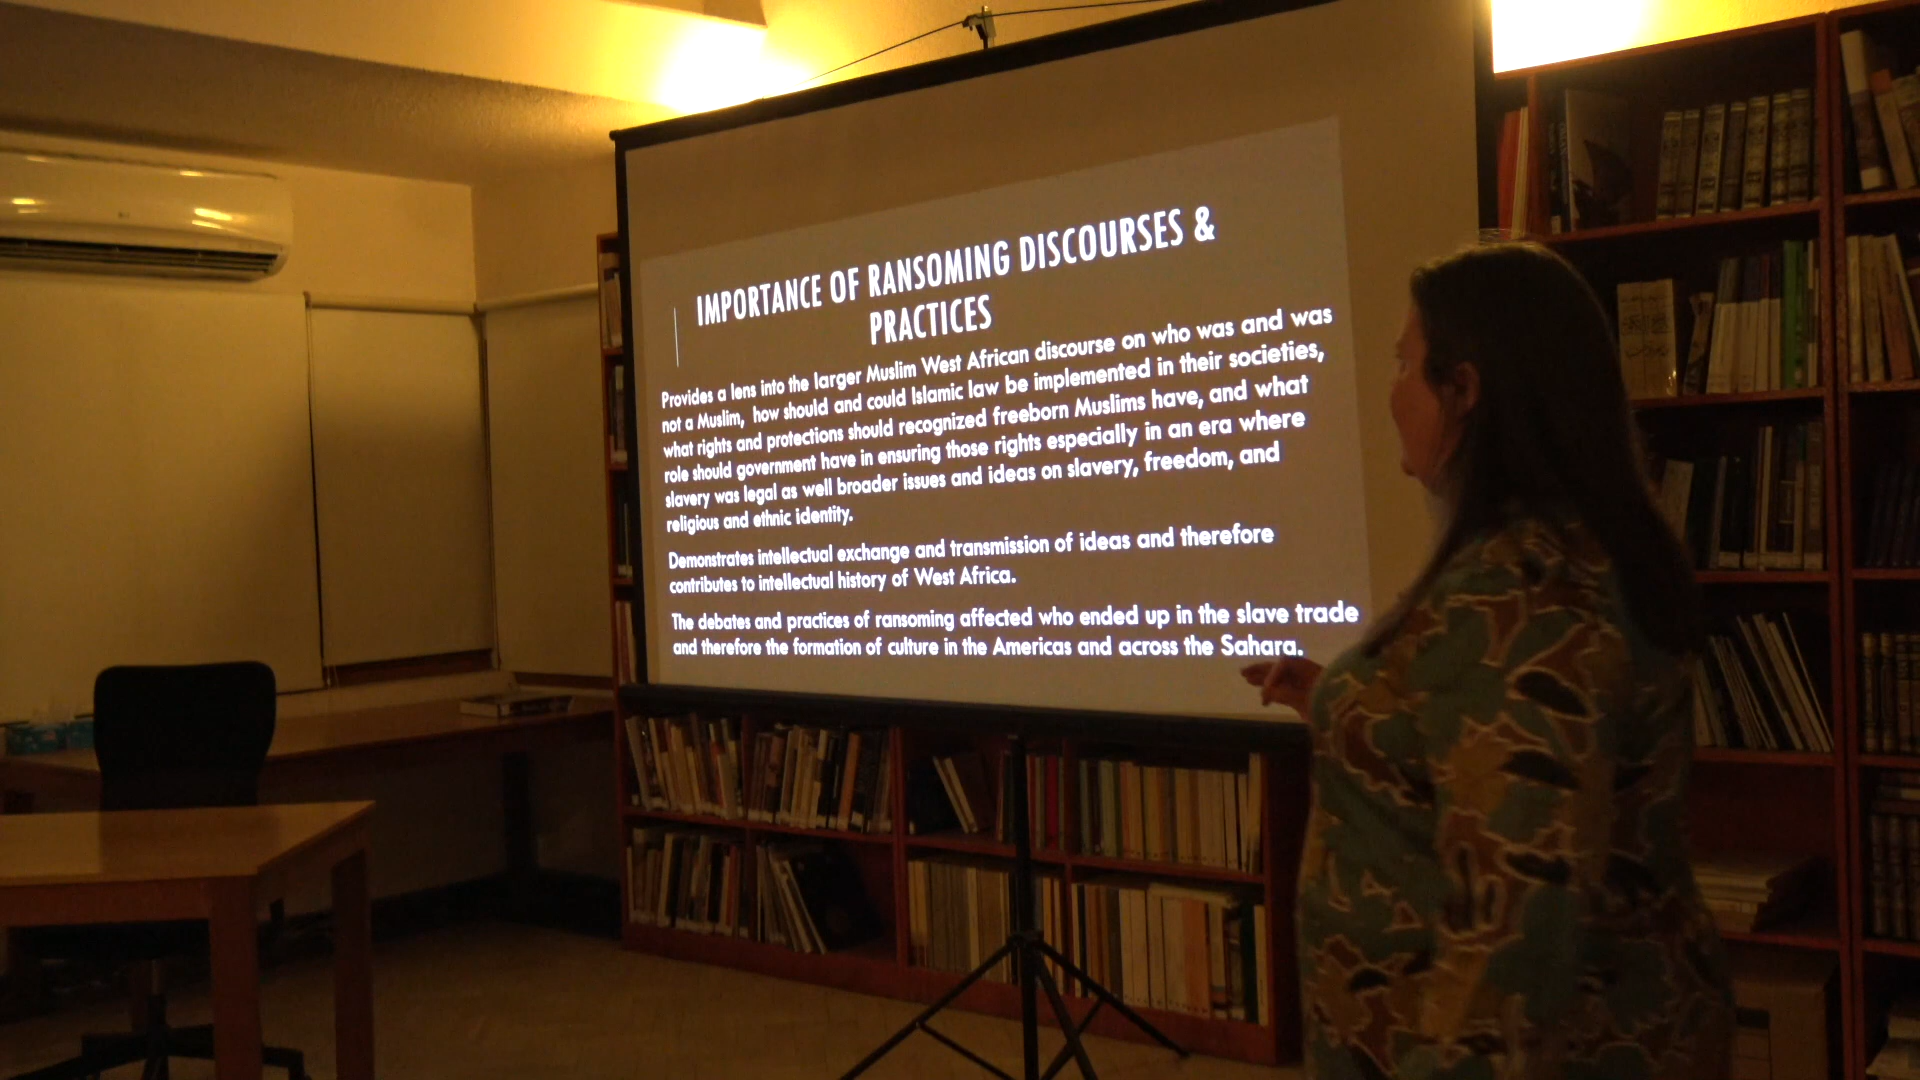 IMPORTANCE OF RANSOMING DISCOURSES &
PRACTICES
Provides a lens into the larger Muslim West African discourse on who was and was
not a Muslim, how should and could Islamic law be implemented in their societies,
what rights and protections should recognized freeborn Muslims have, and what
role should government have in ensuring those rights especially in an era where
slavery was legal as well broader issues and ideas on slavery, freedom, and
religious and ethnic identity.
Demonstrates intellectual exchange and transmission of ideas and therefore
contributes to intellectual history of West Africa.
The debates and practices of ransoming affected who ended up in the slave trade
and therefore the formation of culture in the Americas and across the Sahara.